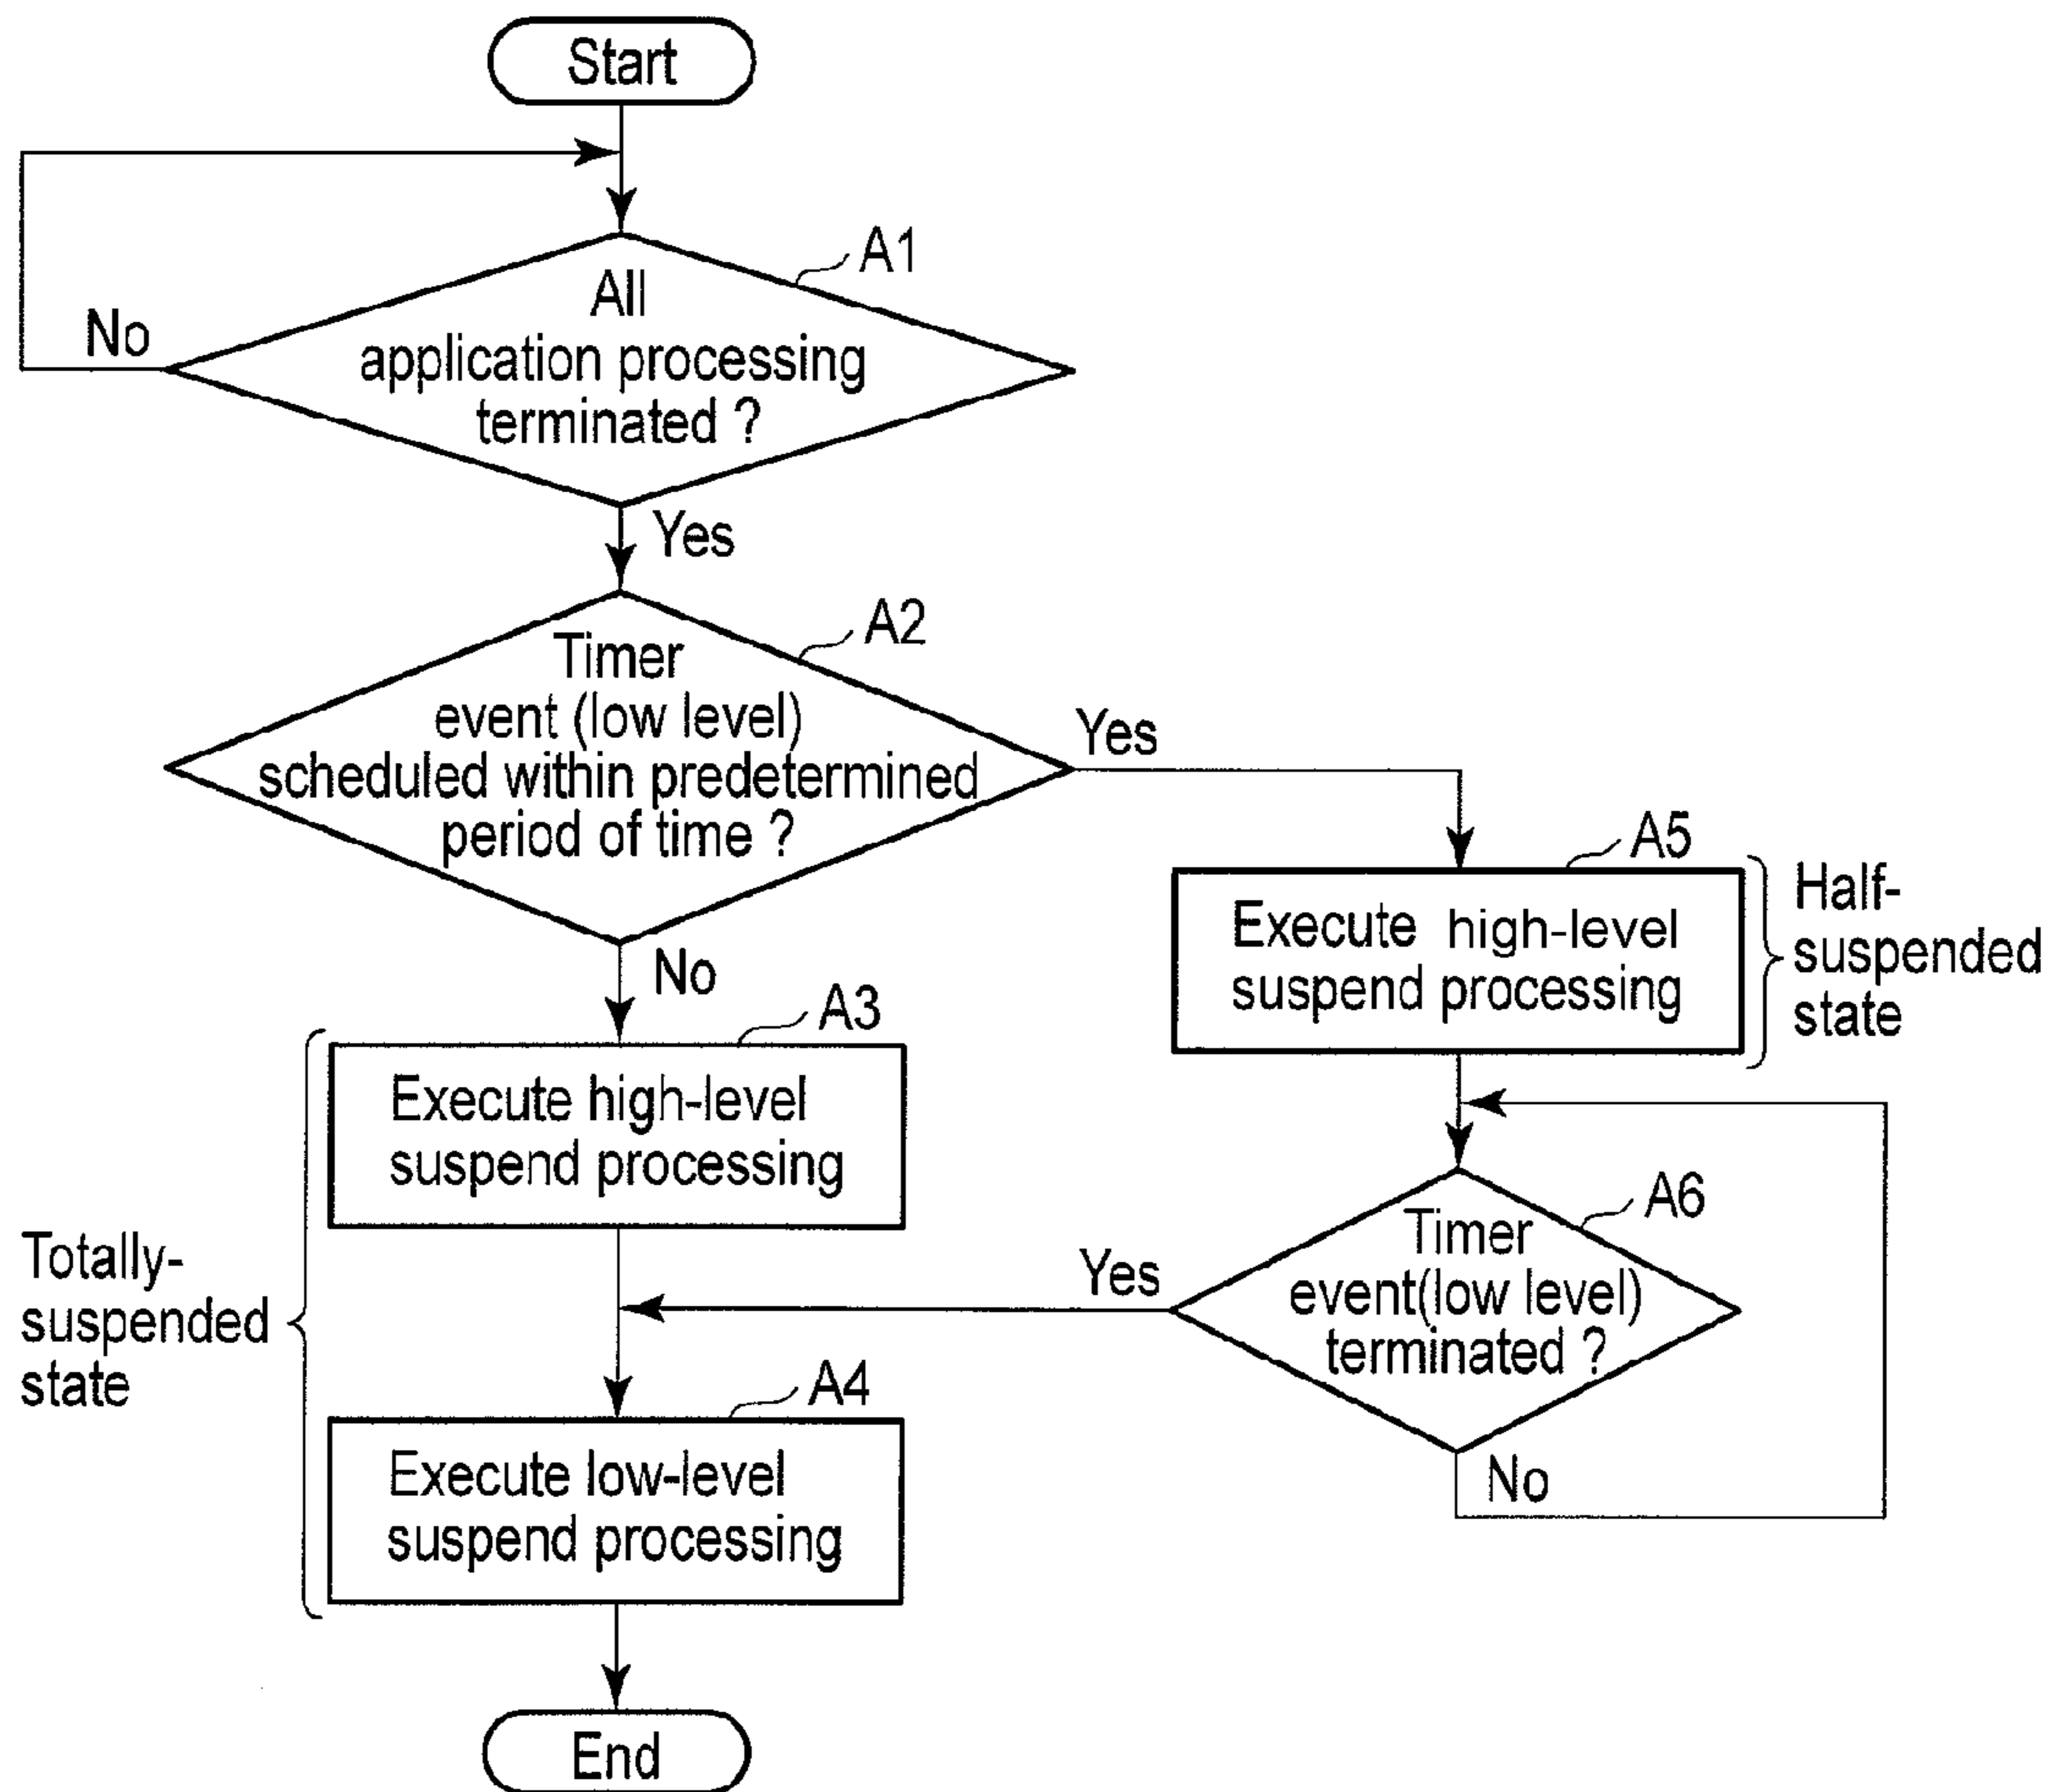 Start
A1
All
application processing
terminated ?
No
Yes
A2
Timer
event (low level)
scheduled within predetermined
period of time ?
Yes
No
A5
Execute high-level
suspend processing
Half-
suspended
state
A3
Execute high-level
suspend processing
A6
Timer
event(low level)
terminated ?
Yes
No
Totally-
suspended
state
A4
Execute low-level
suspend processing
End